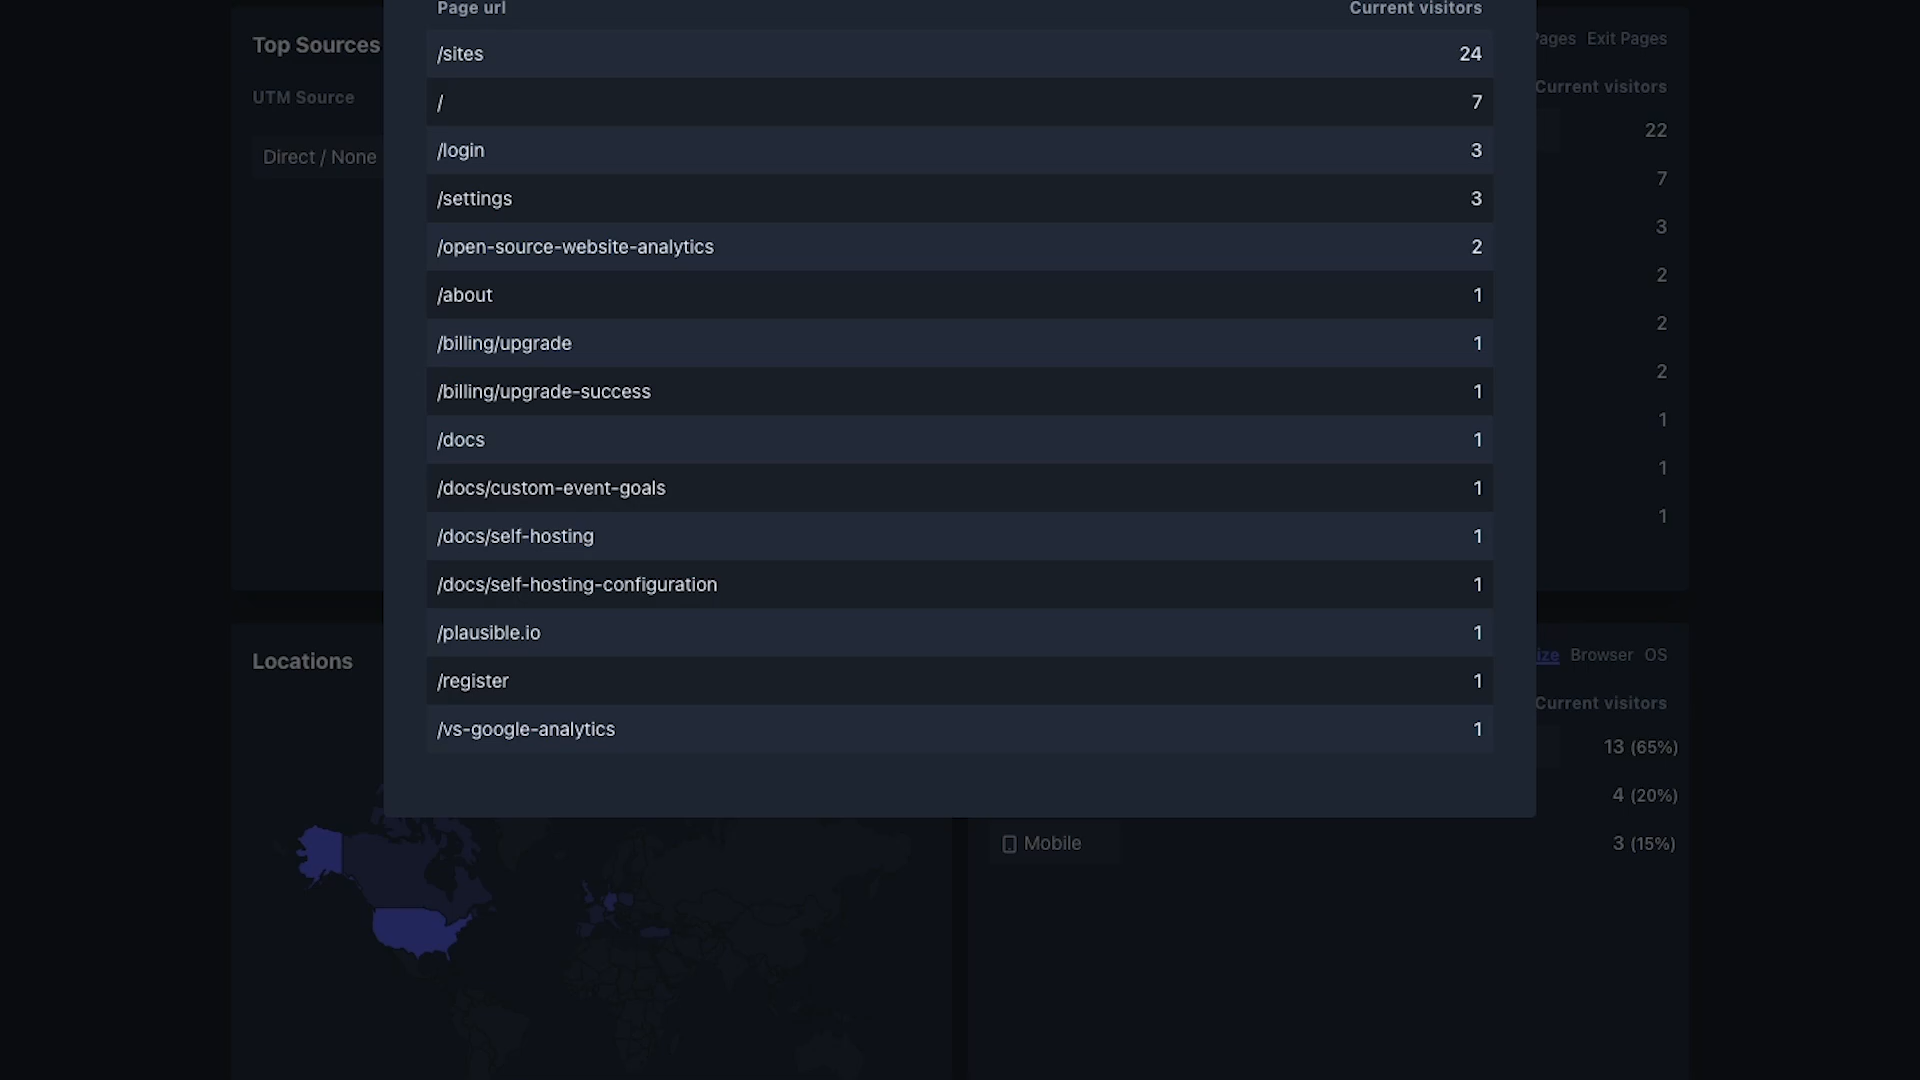 Page url Current visitors
/sites 24
/ 7
/login 3
/settings 3
/open-source-website-analytics 2
/about 1
/billing/upgrade 1
/billing/upgrade-success 1
/docs 1
/docs/custom-event-goals 1
/docs/self-hosting 1
/docs/self-hosting-configuration 1
/plausible.io 1
/register 1
/vs-google-analytics 1
Top Sources
UTM Source
Direct / None
Pages Exit Pages
Current visitors
22
7
3
2
2
2
1
1
1
Locations
ize Browser OS
Current visitors
13 (65%)
4 (20%)
Mobile 3 (15%)